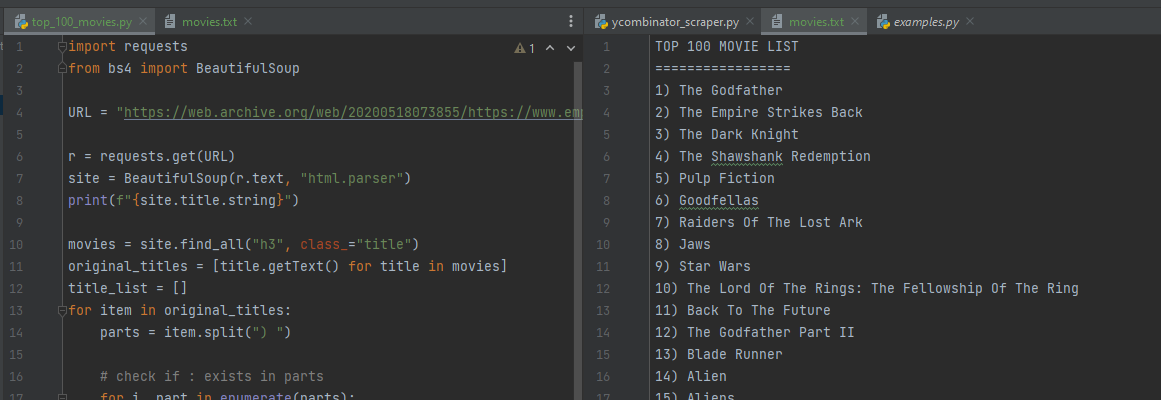 top_100_movies.py
movies.txt
1 import requests
2 from bs4 import BeautifulSoup
3
4 URL = "https://web.archive.org/web/20200518073855/https://www.emp
5
6 r = requests.get(URL)
7 site = BeautifulSoup(r.text, "html.parser")
8 print(f"{site.title.string}")
9
10 movies = site.find_all("h3", class_="title")
11 original_titles = [title.getText() for title in movies]
12 title_list = []
13 for item in original_titles:
14 parts = item.split(") ")
15
16 # check if : exists in parts
17 for i, part in enumerate(parts):
1
ycombinator_scraper.py
movies.txt
examples.py
1 TOP 100 MOVIE LIST
2 =================
3 1) The Godfather
4 2) The Empire Strikes Back
5 3) The Dark Knight
6 4) The Shawshank Redemption
7 5) Pulp Fiction
8 6) Goodfellas
9 7) Raiders Of The Lost Ark
10 8) Jaws
11 9) Star Wars
12 10) The Lord Of The Rings: The Fellowship Of The Ring
13 11) Back To The Future
14 12) The Godfather Part II
15 13) Blade Runner
16 14) Alien
17 15) Aliens